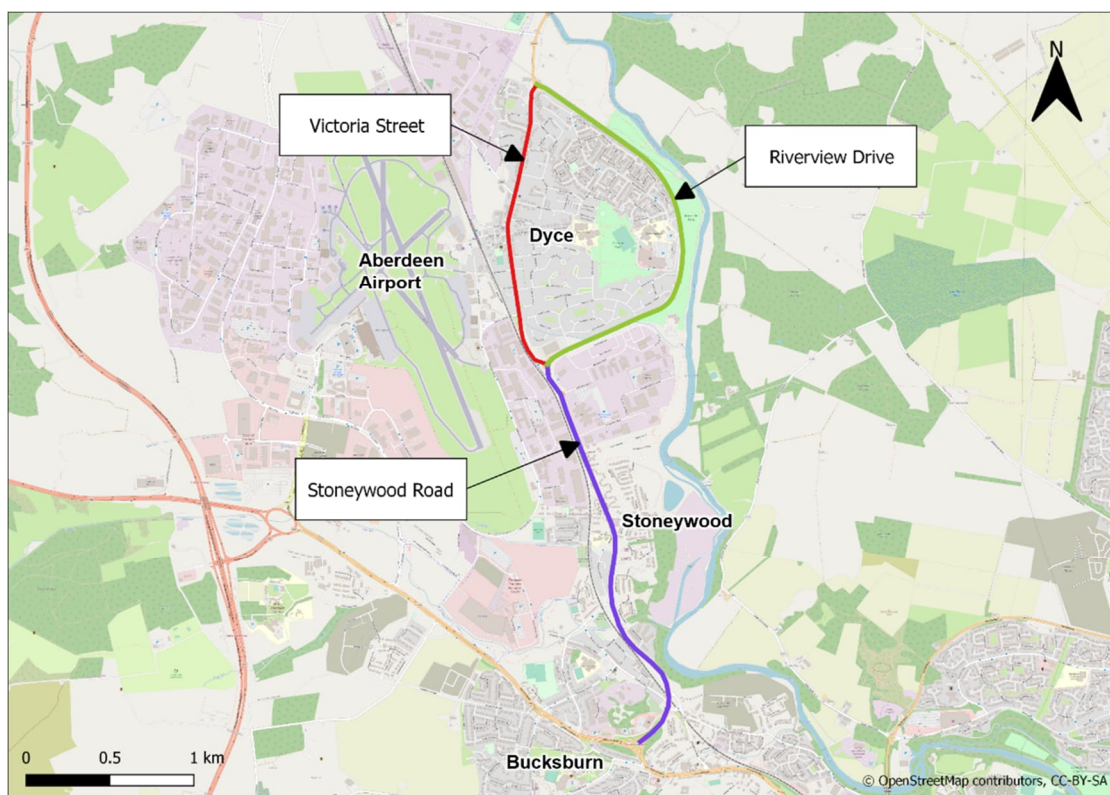 N
Victoria Street
Riverview Drive
Dyce
Aberdeen
Airport
Stoneywood Road
Stoneywood
Bucksburn
0 0.5 1 km
© OpenStreetMap contributors, CC-BY-SA